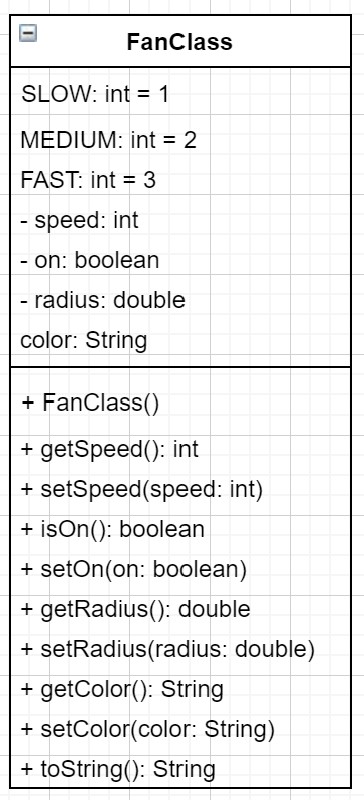 FanClass
SLOW: int = 1
MEDIUM: int = 2
FAST: int = 3
- speed: int
- on: boolean
- radius: double
color: String
+ FanClass()
+ getSpeed(): int
+ setSpeed(speed: int)
+ isOn(): boolean
+ setOn(on: boolean)
+ getRadius(): double
+ setRadius(radius: double)
+ getColor(): String
+ setColor(color: String)
+ toString(): String